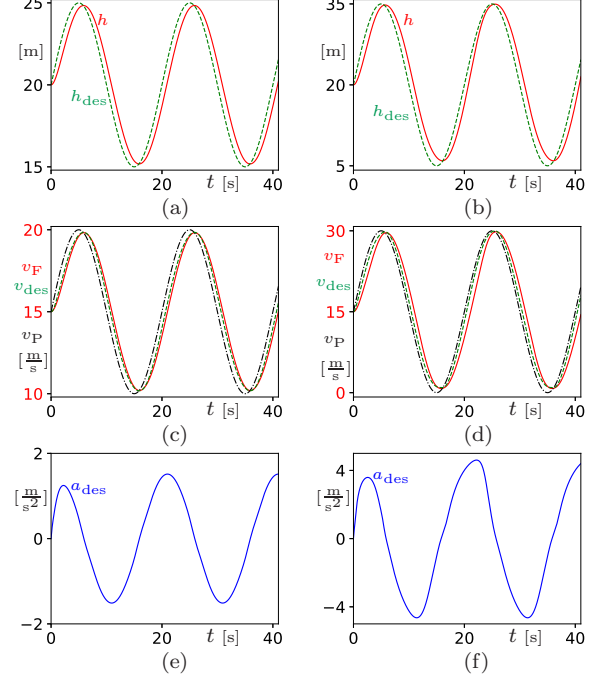 25
[m]
h
20
h_des
15
0
20
t [s]
40
(a)
35
[m]
h
20
h_des
5
0
20
t [s]
40
(b)
20
v_F
v_des
15
v_P
[m/s]
10
0
20
t [s]
40
(c)
30
v_F
v_des
15
v_P
[m/s]
0
0
20
t [s]
40
(d)
2
[m/s2]
a_des
0
−2
0
20
t [s]
40
(e)
4
[m/s2]
a_des
0
−4
0
20
t [s]
40
(f)